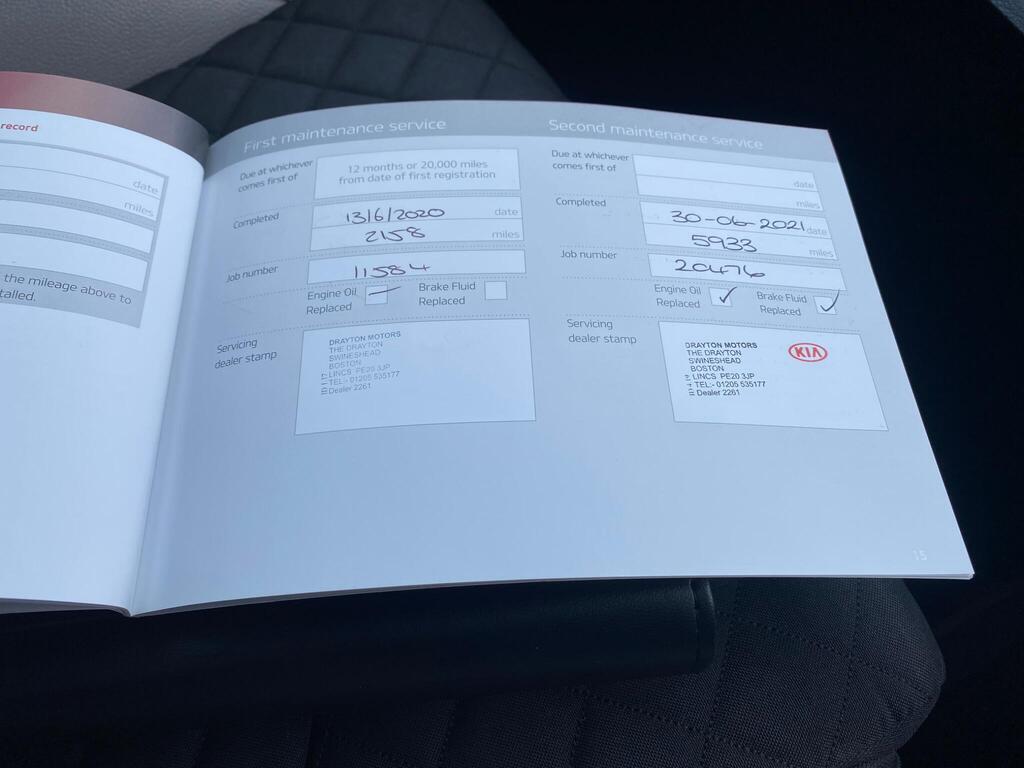 record
date
miles
the mileage above to
talled.
First maintenance service
Due at whichever
comes first of
12 months or 20,000 miles
from date of first registration
Completed
13/6/2020 date
2158 miles
Job number
11584
Engine Oil
Replaced
Brake Fluid
Replaced
Servicing
dealer stamp
DRAYTON MOTORS
THE DRAYTON
SWINESHEAD
BOSTON
LINCS PE20 3JP
TEL:- 01205 535177
Dealer 2261
Second maintenance service
Due at whichever
comes first of
date
miles
Completed
30-06-2021 date
5933 miles
Job number
20476
Engine Oil
Replaced ✓
Brake Fluid
Replaced ✓
Servicing
dealer stamp
DRAYTON MOTORS
THE DRAYTON
SWINESHEAD
BOSTON
LINCS PE20 3JP
TEL:- 01205 535177
Dealer 2261
KIA
15